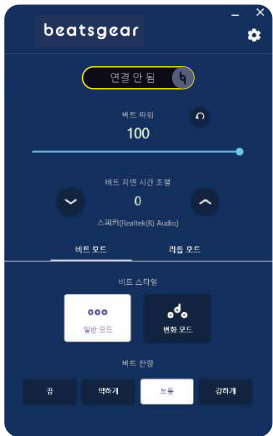 beatsgear
연결 안 됨
비트 파워
100
비트 지연 시간 조절
0
스피커(Realtek(R) Audio)
비트 모드 리듬 모드
비트 스타일
일반 모드 변화 모드
비트 잔향
끔 약하게 보통 강하게